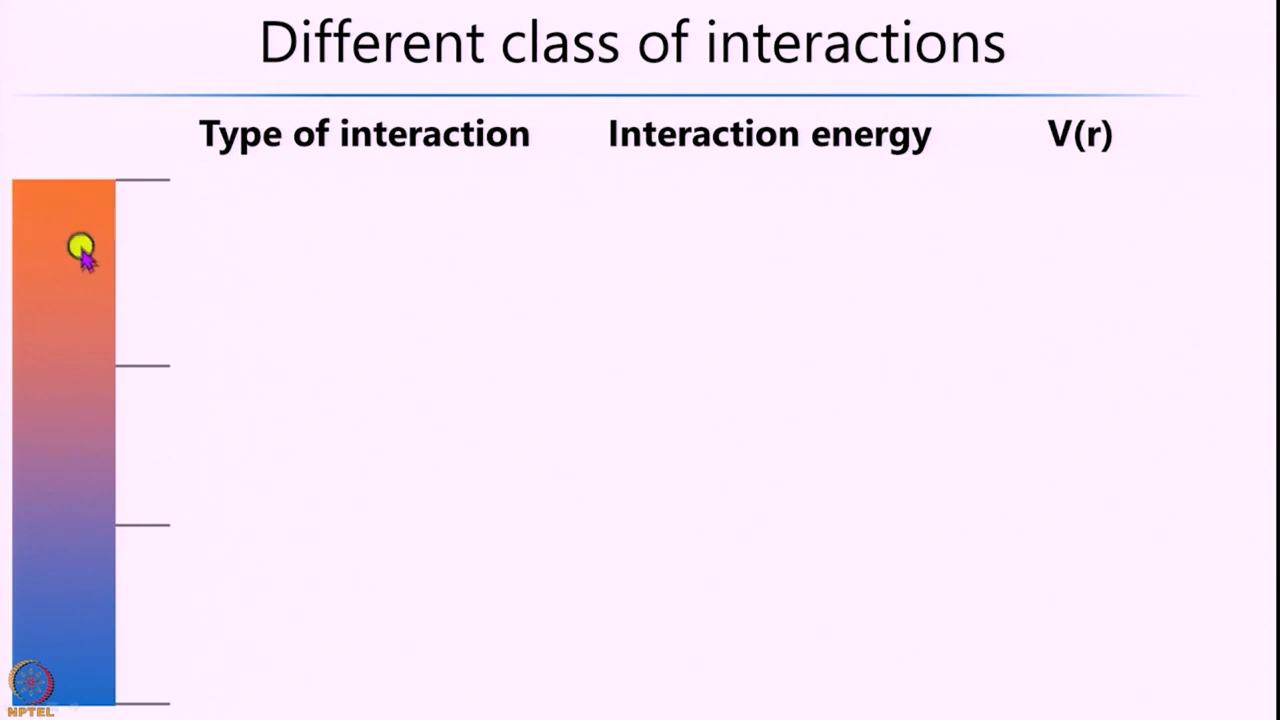 Different class of interactions
Type of interaction Interaction energy V(r)
NPTEL